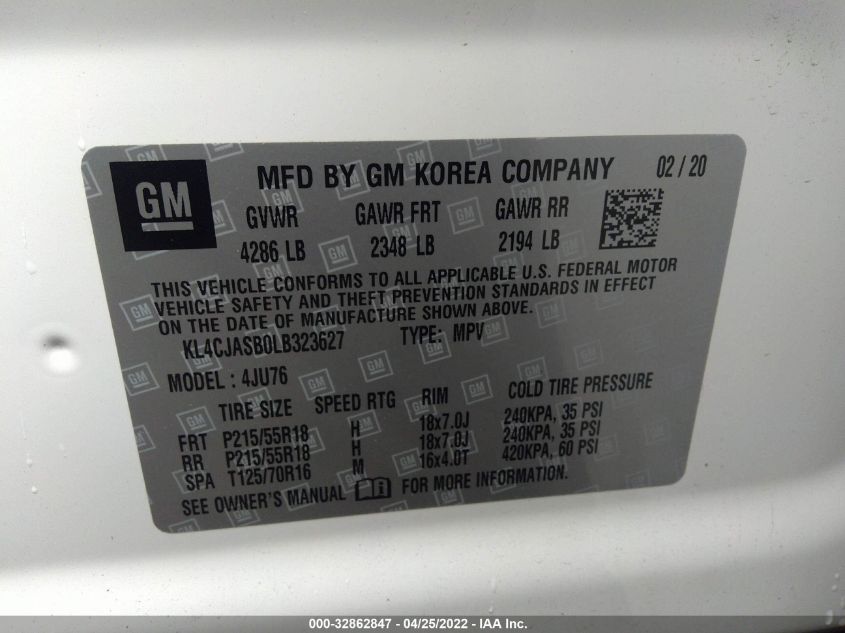 GM MFD BY GM KOREA COMPANY 02/20
GVWR GAWR FRT GAWR RR
4286 LB 2348 LB 2194 LB
THIS VEHICLE CONFORMS TO ALL APPLICABLE U.S. FEDERAL MOTOR
VEHICLE SAFETY AND THEFT PREVENTION STANDARDS IN EFFECT
ON THE DATE OF MANUFACTURE SHOWN ABOVE.
KL4CJASB0LB323627 TYPE: MPV
MODEL : 4JU76
TIRE SIZE SPEED RTG RIM COLD TIRE PRESSURE
FRT P215/55R18 H 18x7.0J 240KPA, 35 PSI
RR P215/55R18 H 18x7.0J 240KPA, 35 PSI
SPA T125/70R16 M 16x4.0T 420KPA, 60 PSI
SEE OWNER'S MANUAL FOR MORE INFORMATION.
000-32862847 - 04/25/2022 - IAA Inc.